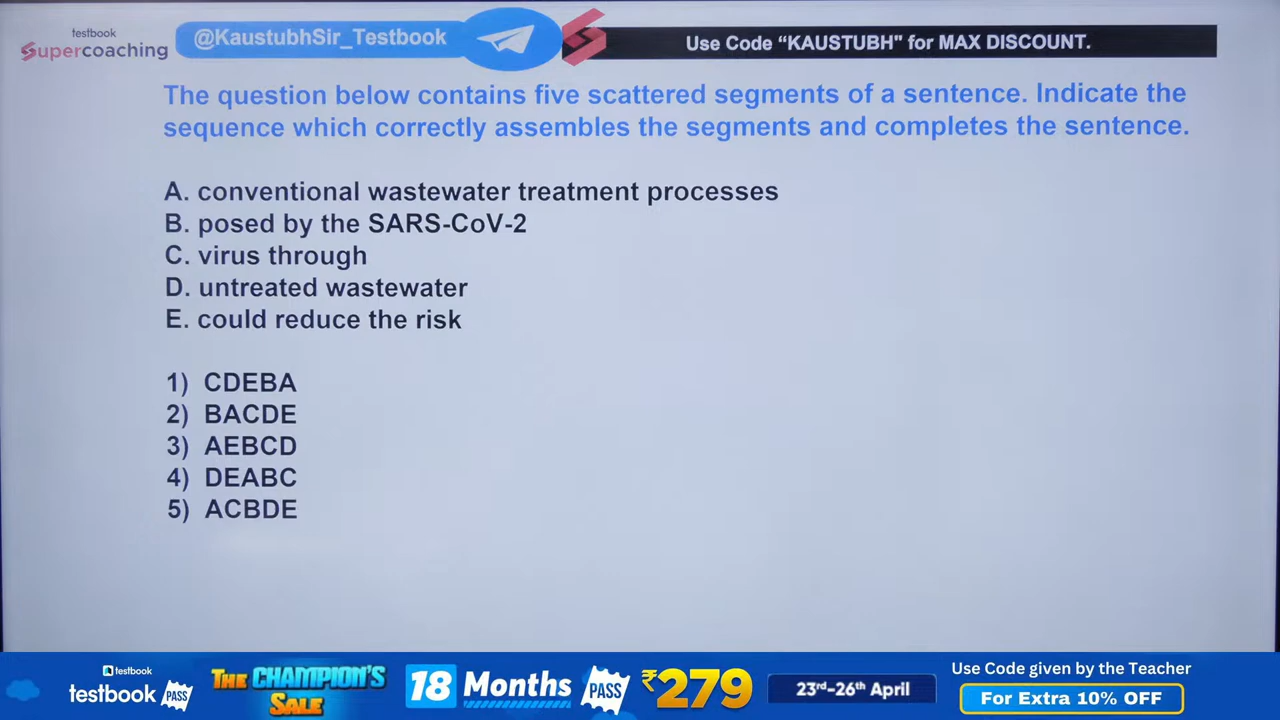 testbook
Supercoaching
@KaustubhSir_Testbook
Use Code “KAUSTUBH" for MAX DISCOUNT.
The question below contains five scattered segments of a sentence. Indicate the
sequence which correctly assembles the segments and completes the sentence.
A. conventional wastewater treatment processes
B. posed by the SARS-CoV-2
C. virus through
D. untreated wastewater
E. could reduce the risk
1) CDEBA
2) BACDE
3) AEBCD
4) DEABC
5) ACBDE
testbook
testbook PASS
THE CHAMPION'S
SALE
18 Months PASS ₹279
23rd-26th April
Use Code given by the Teacher
For Extra 10% OFF